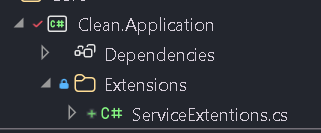 C# Clean.Application
Dependencies
Extensions
C# ServiceExtentions.cs